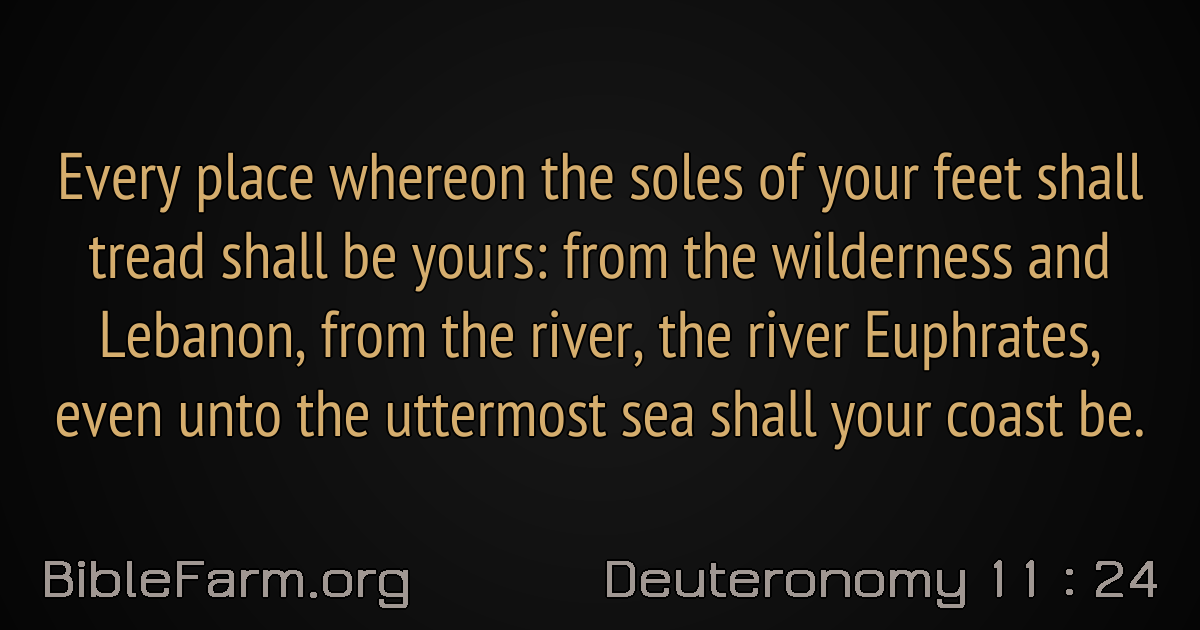 Every place whereon the soles of your feet shall
tread shall be yours: from the wilderness and
Lebanon, from the river, the river Euphrates,
even unto the uttermost sea shall your coast be.
BibleFarm.org
Deuteronomy 11 : 24